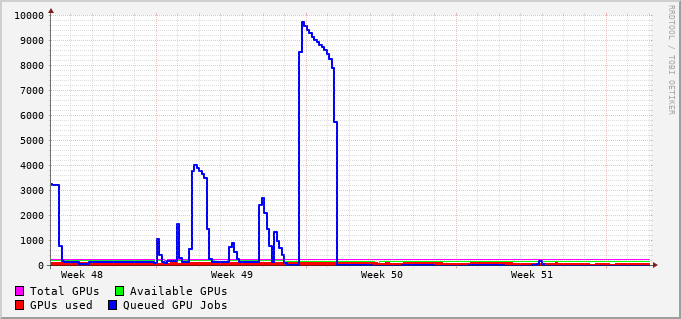 10000
9000
8000
7000
6000
5000
4000
3000
2000
1000
0
Week 48 Week 49 Week 50 Week 51
Total GPUs Available GPUs
GPUs used Queued GPU Jobs
RRDTOOL / TOBI OETIKER